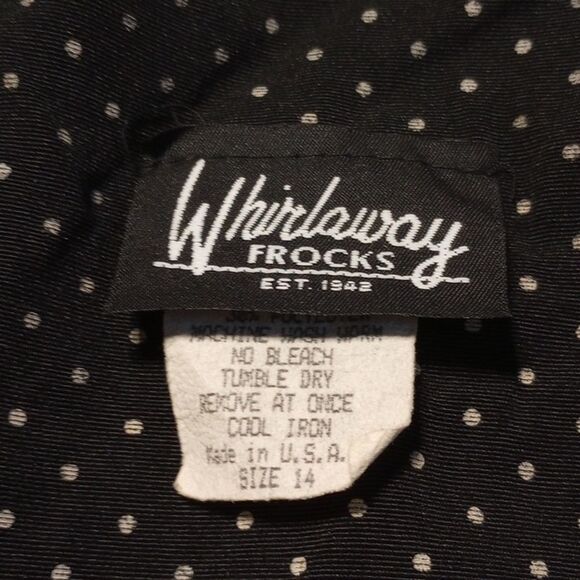 Whirlaway
FROCKS
EST. 1942
POLYESTER
MACHINE WASH WARM
NO BLEACH
TUMBLE DRY
REMOVE AT ONCE
COOL IRON
Made in U.S.A.
SIZE 14